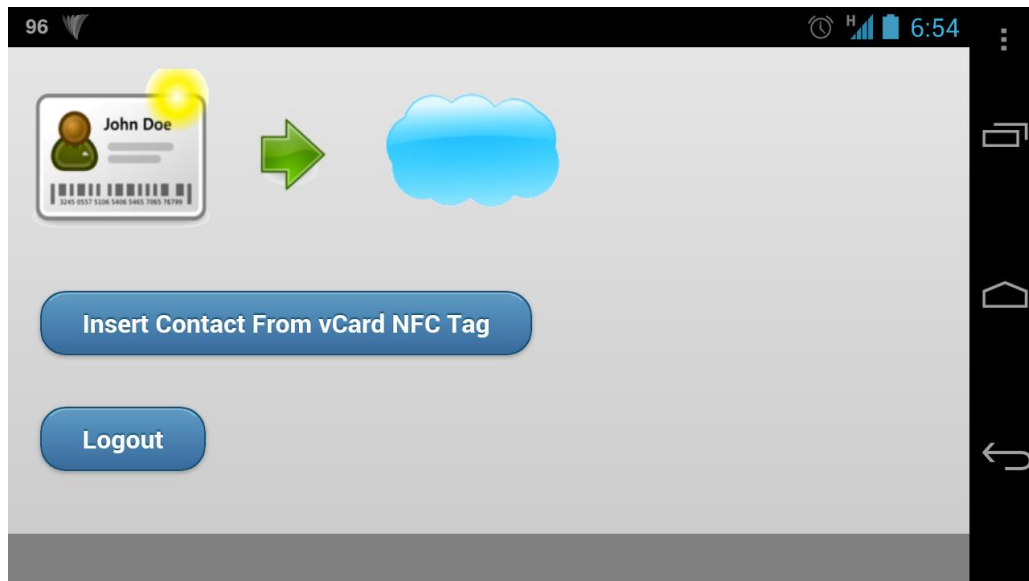 96
H
6:54
John Doe
3245 0557 5106 5406 5465 7065 76799
Insert Contact From vCard NFC Tag
Logout